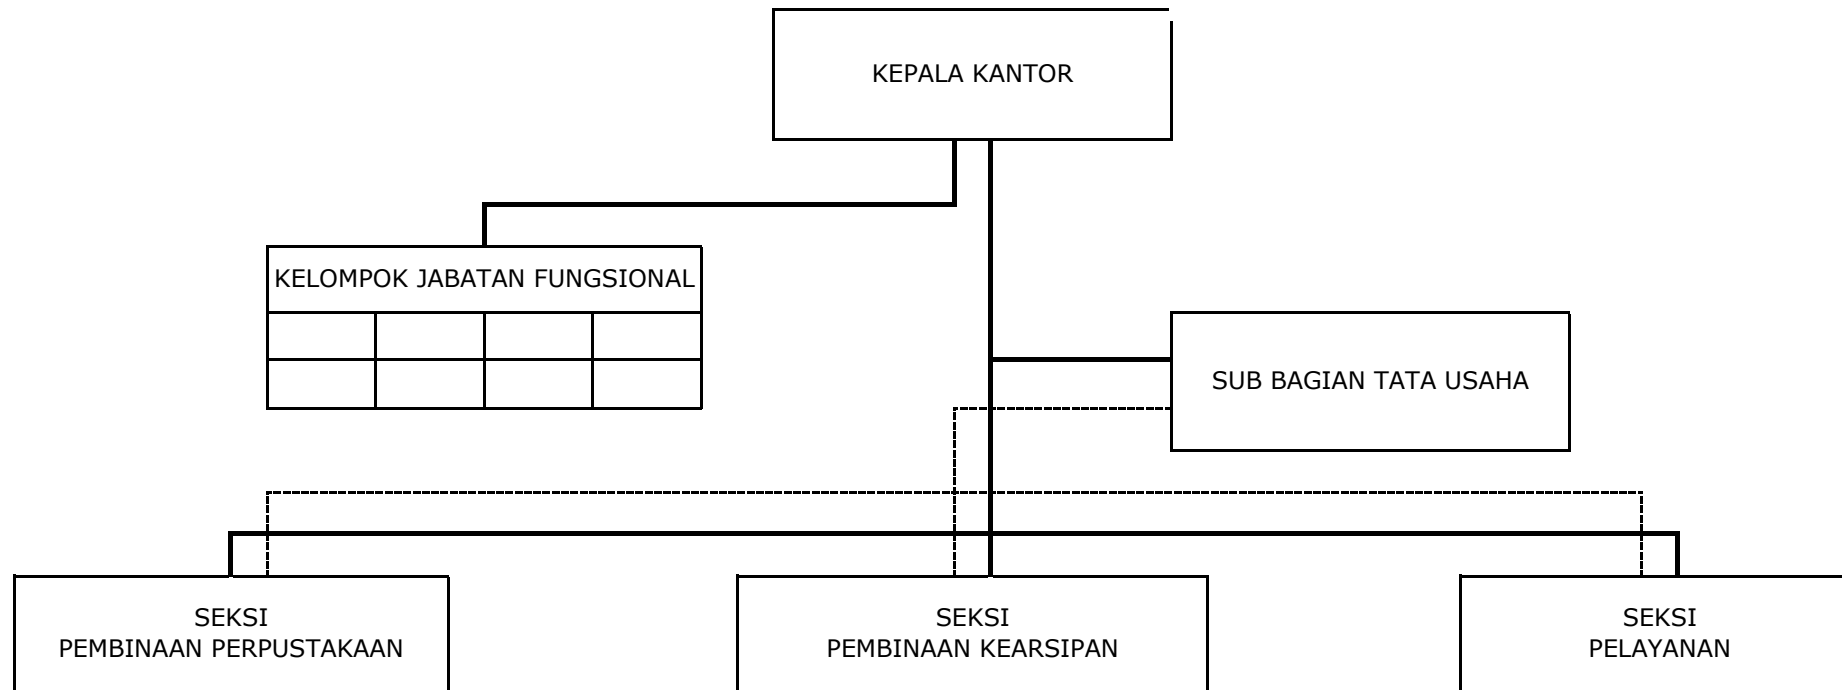 KEPALA KANTOR
KELOMPOK JABATAN FUNGSIONAL
SUB BAGIAN TATA USAHA
SEKSI
PEMBINAAN PERPUSTAKAAN
SEKSI
PEMBINAAN KEARSIPAN
SEKSI
PELAYANAN